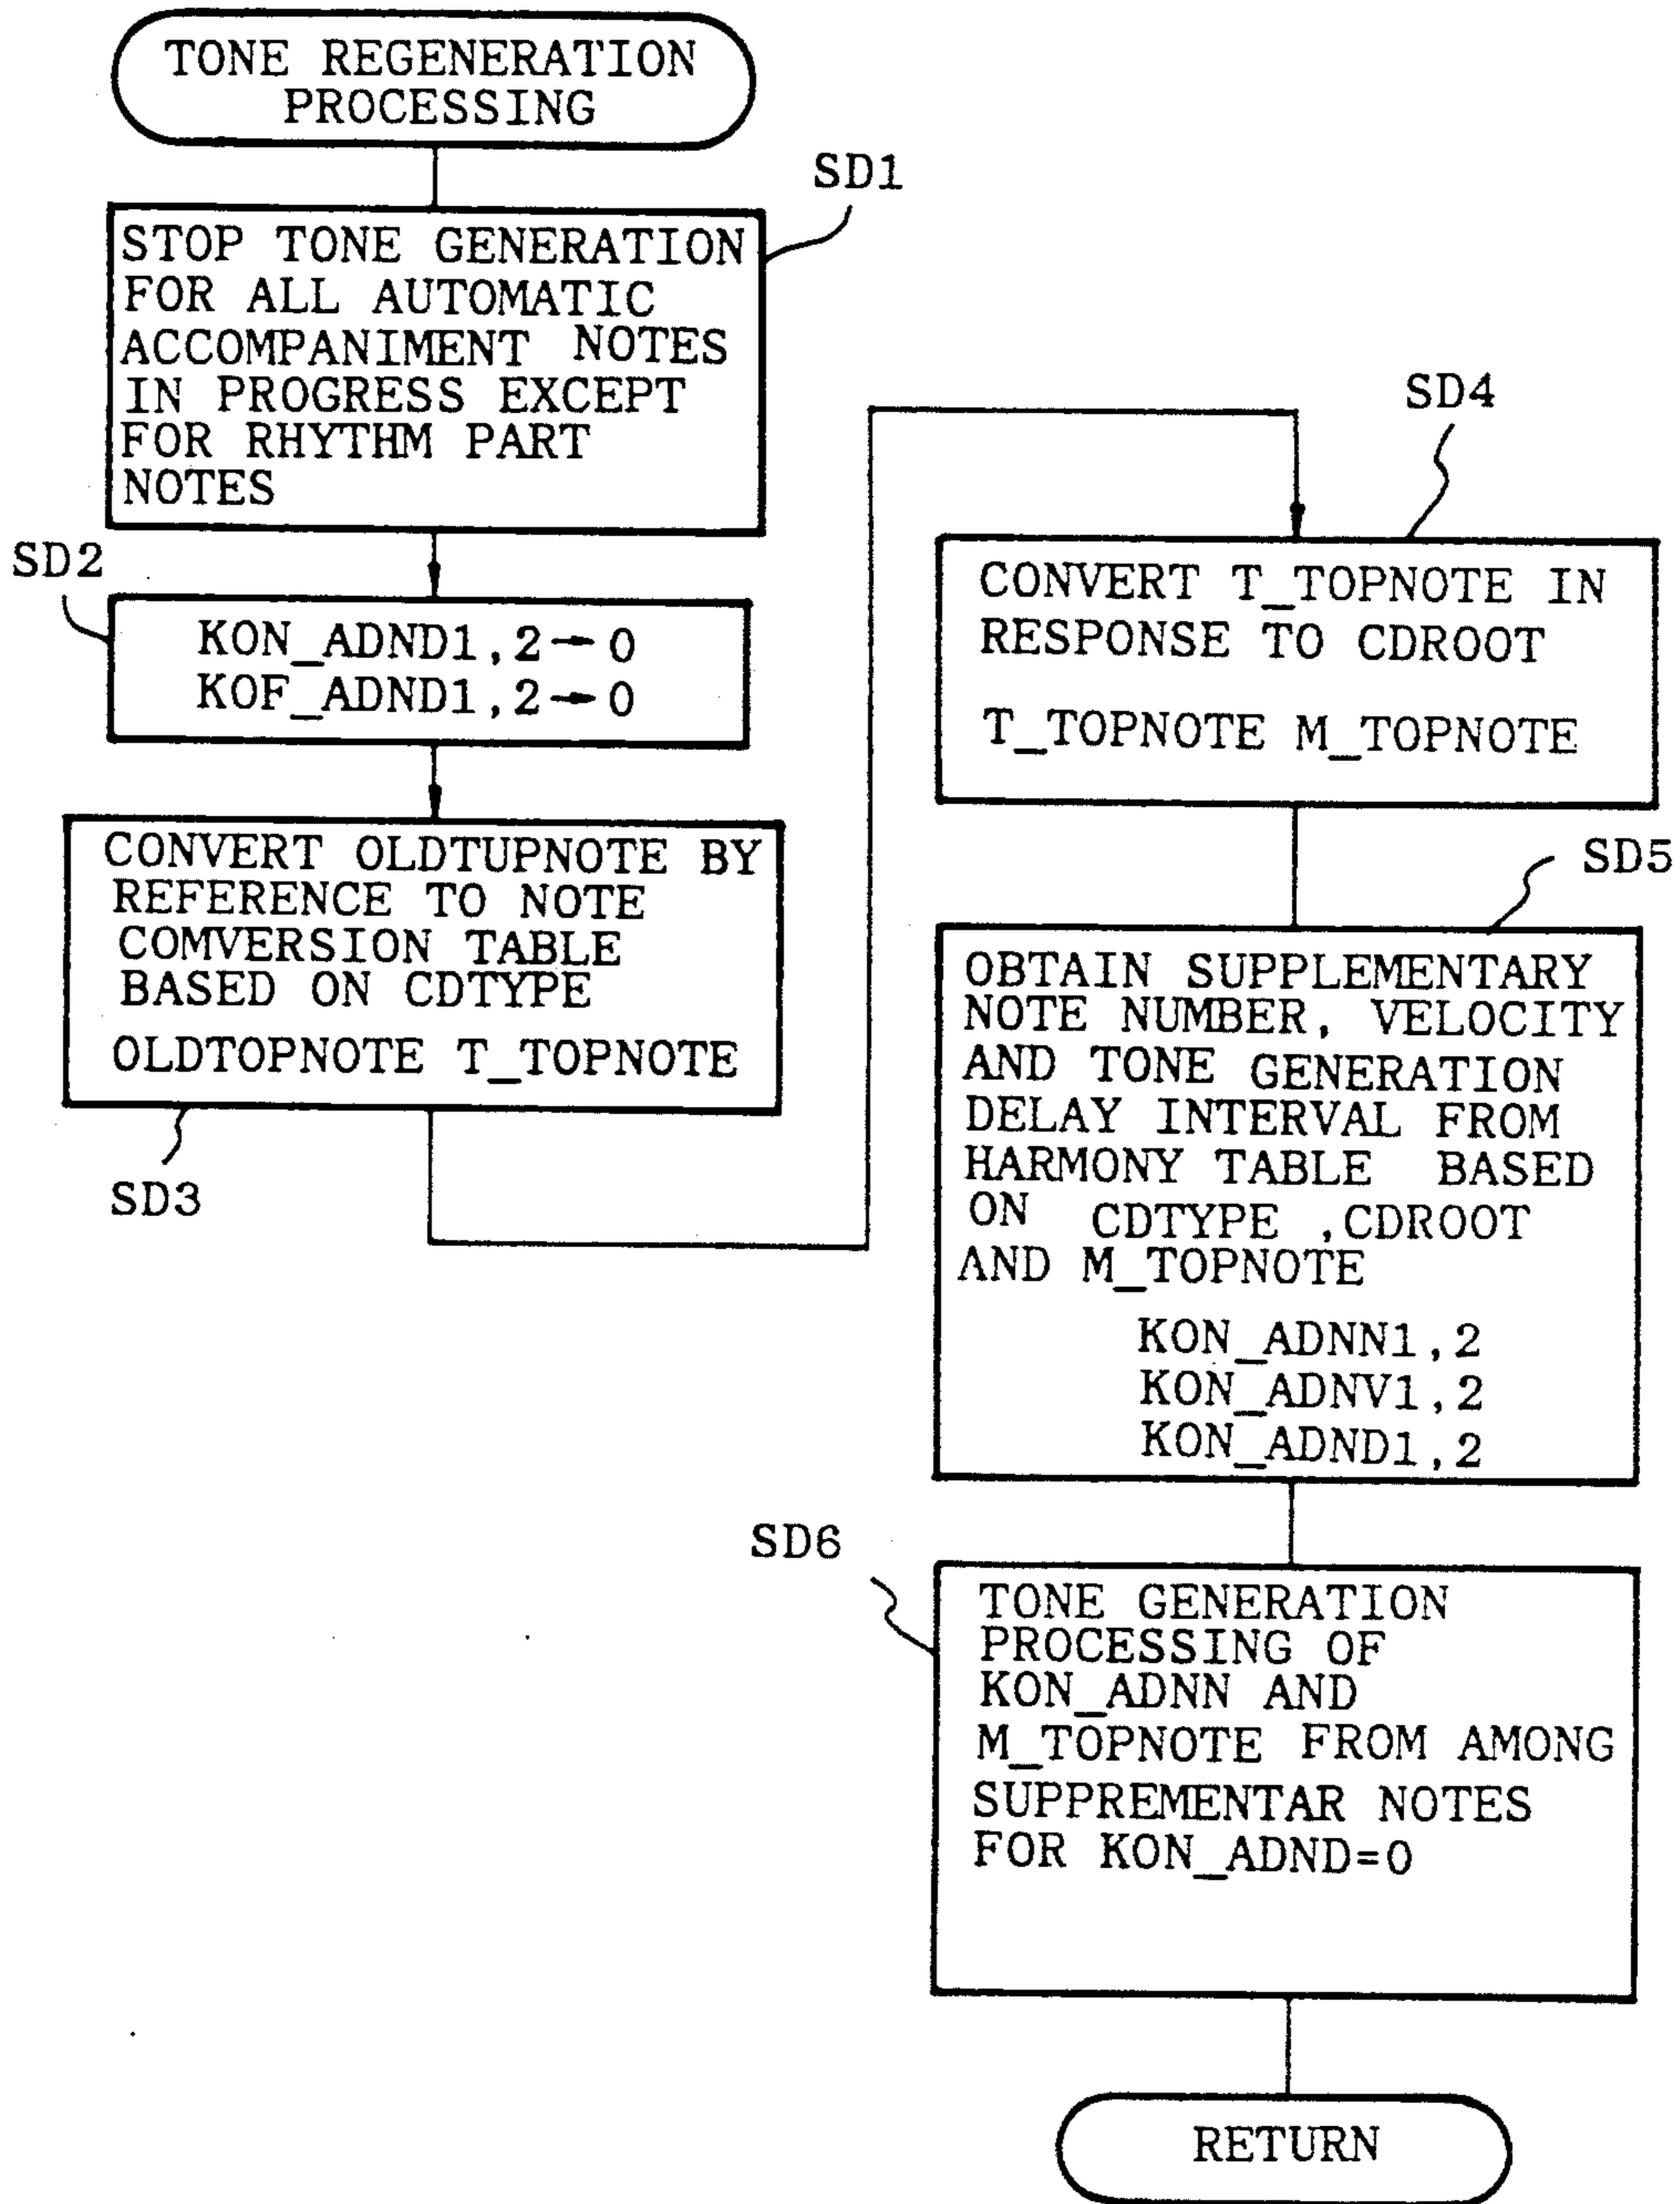 TONE REGENERATION
PROCESSING
SD1
STOP TONE GENERATION
FOR ALL AUTOMATIC
ACCOMPANIMENT NOTES
IN PROGRESS EXCEPT
FOR RHYTHM PART
NOTES
SD2
KON_ADND1,2→0
KOF_ADND1,2→0
CONVERT OLDTUPNOTE BY
REFERENCE TO NOTE
COMVERSION TABLE
BASED ON CDTYPE
OLDTOPNOTE T_TOPNOTE
SD3
SD4
CONVERT T_TOPNOTE IN
RESPONSE TO CDROOT
T_TOPNOTE M_TOPNOTE
SD5
OBTAIN SUPPLEMENTARY
NOTE NUMBER, VELOCITY
AND TONE GENERATION
DELAY INTERVAL FROM
HARMONY TABLE BASED
ON CDTYPE ,CDROOT
AND M_TOPNOTE
KON_ADNN1,2
KON_ADNV1,2
KON_ADND1,2
SD6
TONE GENERATION
PROCESSING OF
KON_ADNN AND
M_TOPNOTE FROM AMONG
SUPPREMENTAR NOTES
FOR KON_ADND=0
RETURN